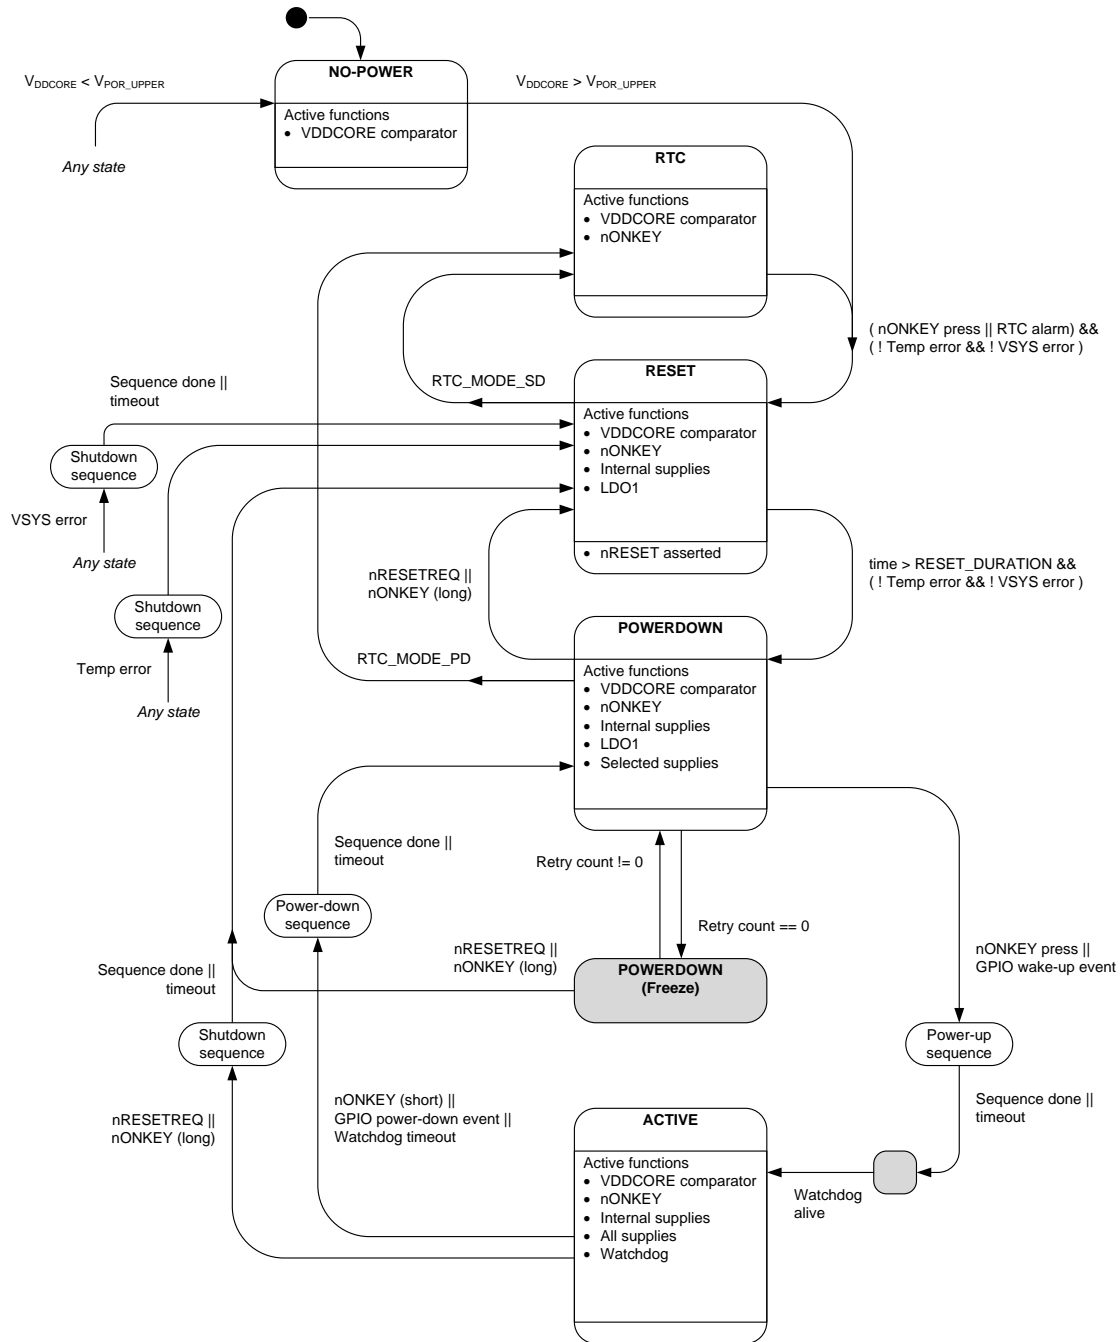 NO-POWER
V_DDCORE < V_POR_UPPER
V_DDCORE > V_POR_UPPER
Active functions
• VDDCORE comparator
Any state
RTC
Active functions
• VDDCORE comparator
• nONKEY
( nONKEY press || RTC alarm) &&
( ! Temp error && ! VSYS error )
RESET
RTC_MODE_SD
Sequence done ||
timeout
Active functions
• VDDCORE comparator
• nONKEY
• Internal supplies
• LDO1
• nRESET asserted
Shutdown
sequence
VSYS error
Any state
nRESETREQ ||
nONKEY (long)
time > RESET_DURATION &&
( ! Temp error && ! VSYS error )
Shutdown
sequence
Temp error
Any state
POWERDOWN
RTC_MODE_PD
Active functions
• VDDCORE comparator
• nONKEY
• Internal supplies
• LDO1
• Selected supplies
Sequence done ||
timeout
Retry count != 0
Power-down
sequence
Retry count == 0
nRESETREQ ||
nONKEY (long)
nONKEY press ||
GPIO wake-up event
Sequence done ||
timeout
POWERDOWN
(Freeze)
Shutdown
sequence
Power-up
sequence
nRESETREQ ||
nONKEY (long)
nONKEY (short) ||
GPIO power-down event ||
Watchdog timeout
Sequence done ||
timeout
ACTIVE
Active functions
• VDDCORE comparator
• nONKEY
• Internal supplies
• All supplies
• Watchdog
Watchdog
alive